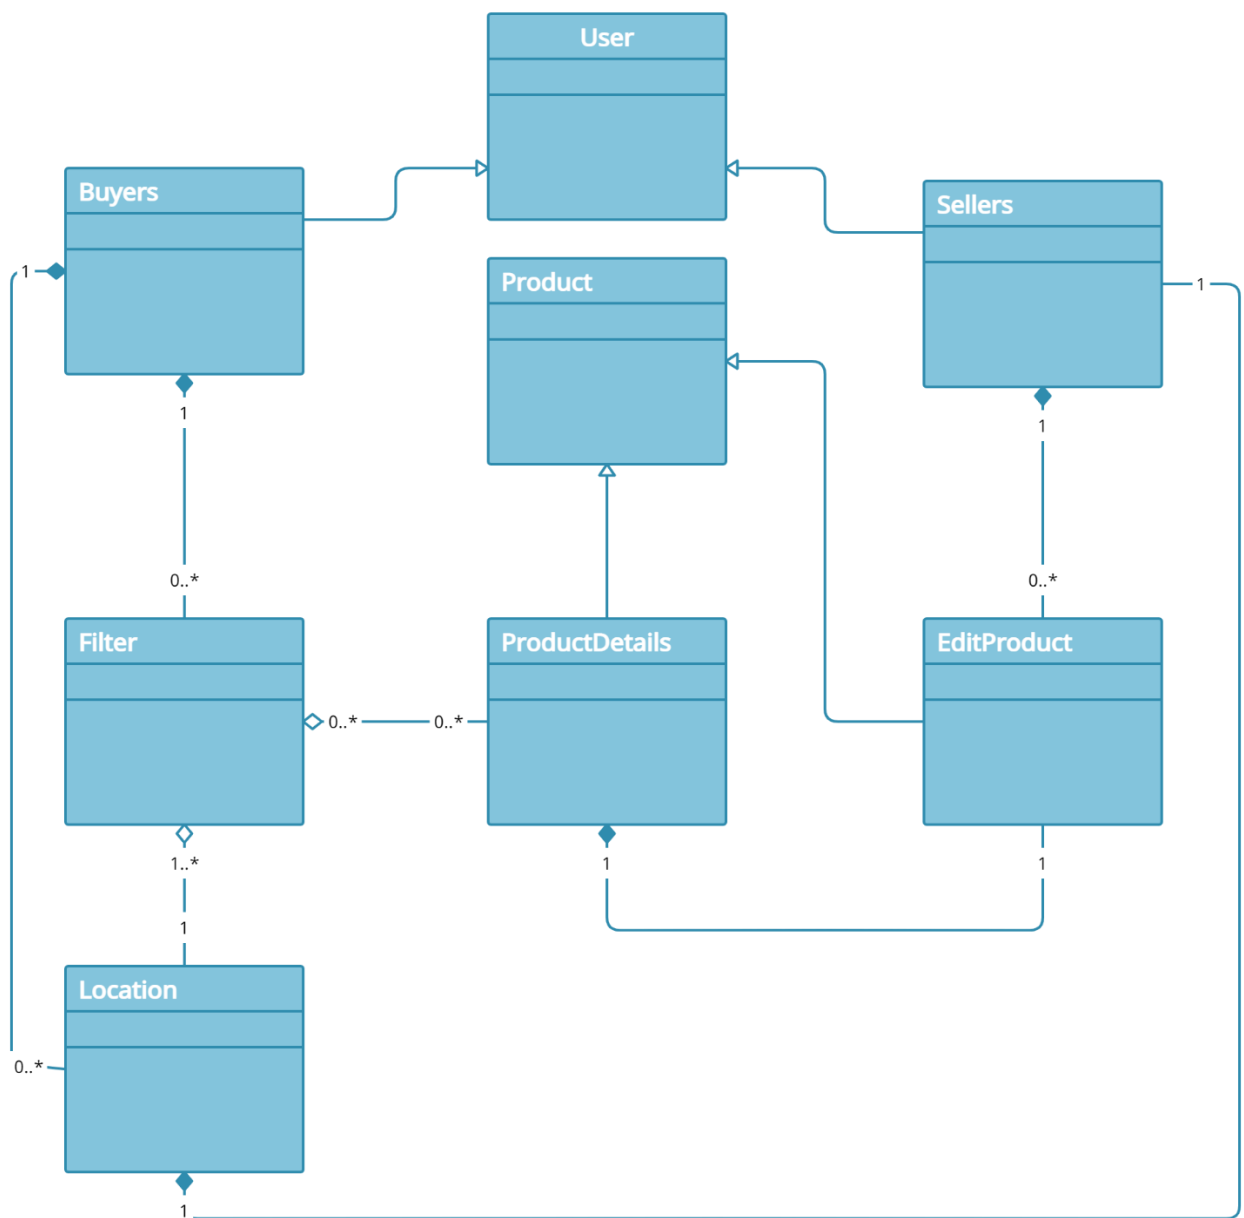 User
Buyers
Sellers
1
Product
1
1
1
0..*
0..*
Filter
ProductDetails
EditProduct
0..*
0..*
1..*
1
1
1
Location
0..*
1